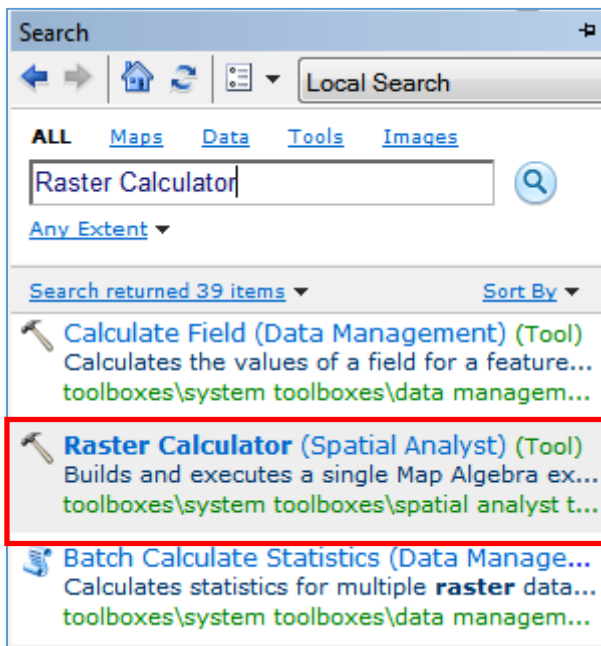 Search
Local Search
ALL Maps Data Tools Images
Raster Calculator
Any Extent
Search returned 39 items Sort By
Calculate Field (Data Management) (Tool)
Calculates the values of a field for a feature...
toolboxes\system toolboxes\data managem...
Raster Calculator (Spatial Analyst) (Tool)
Builds and executes a single Map Algebra ex...
toolboxes\system toolboxes\spatial analyst t...
Batch Calculate Statistics (Data Manage...
Calculates statistics for multiple raster data...
toolboxes\system toolboxes\data managem...